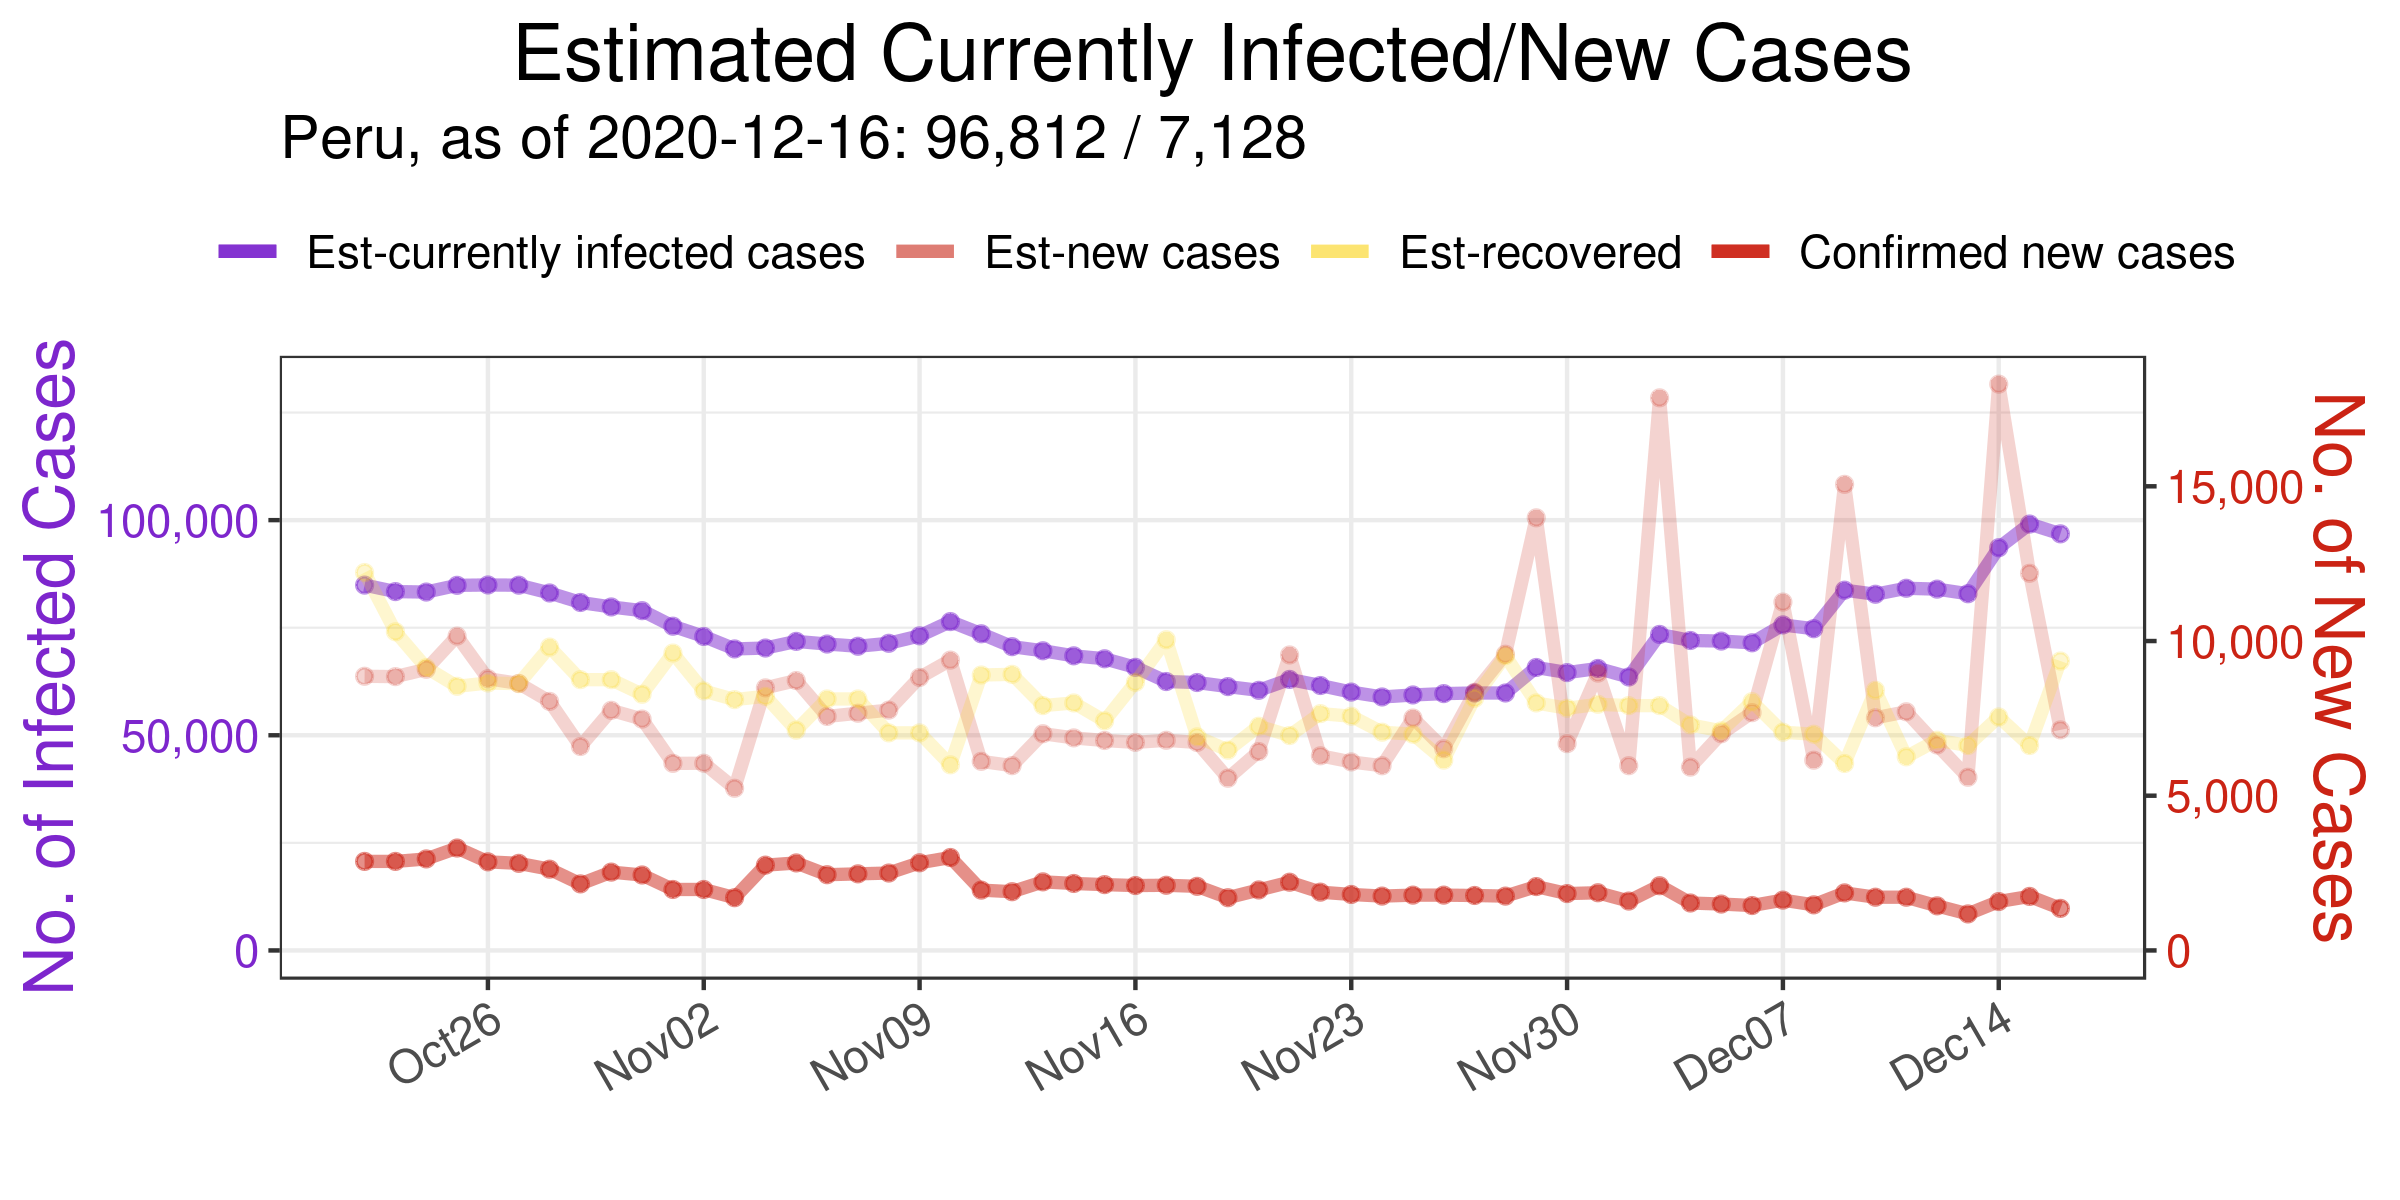 Estimated Currently Infected/New Cases
Peru, as of 2020-12-16: 96,812 / 7,128
Est-currently infected cases Est-new cases Est-recovered Confirmed new cases
No. of Infected Cases
100,000
50,000
0
15,000
10,000
5,000
0
No. of New Cases
Oct26 Nov02 Nov09 Nov16 Nov23 Nov30 Dec07 Dec14